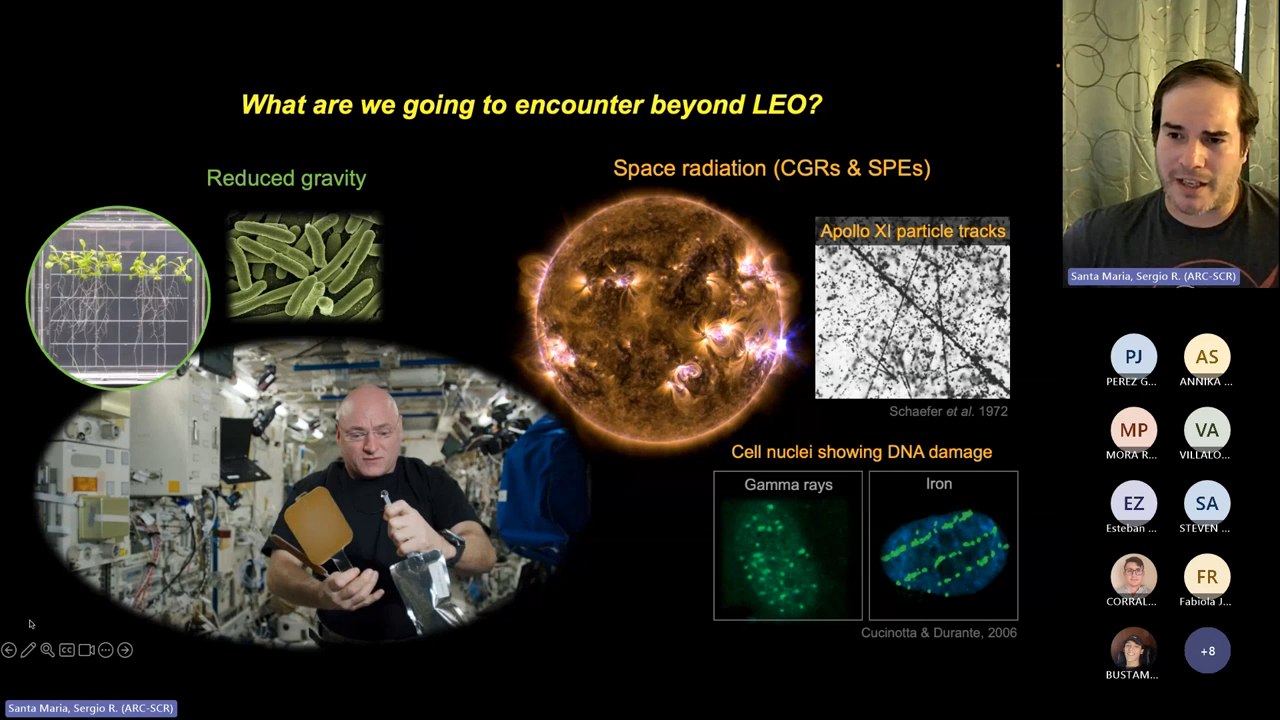 What are we going to encounter beyond LEO?
Reduced gravity
Space radiation (CGRs & SPEs)
Apollo XI particle tracks
Schaefer et al. 1972
Cell nuclei showing DNA damage
Gamma rays
Iron
Cucinotta & Durante, 2006
CC
Santa Maria, Sergio R. (ARC-SCR)
Santa Maria, Sergio R. (ARC-SCR)
PJ
AS
PEREZ G...
ANNIKA ...
MP
VA
MORA R...
VILLALO...
EZ
SA
Esteban ...
STEVEN ...
FR
CORRAL...
Fabiola J...
+8
BUSTAM...